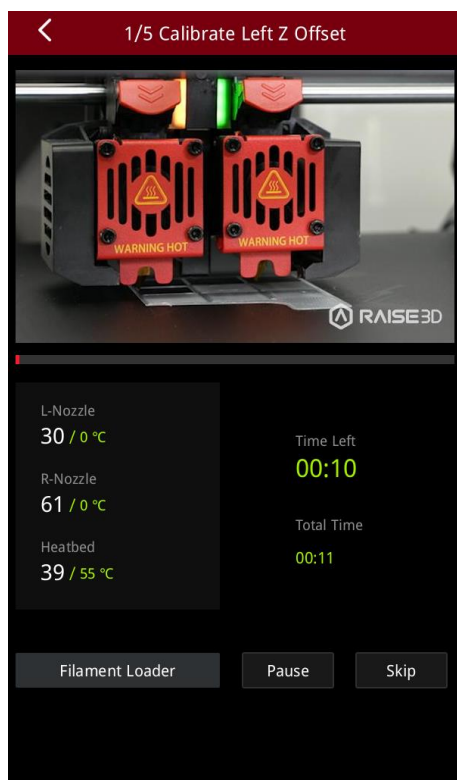 1/5 Calibrate Left Z Offset
WARNING HOT
WARNING HOT
RAISE3D
L-Nozzle
30 / 0 °C
R-Nozzle
61 / 0 °C
Heatbed
39 / 55 °C
Time Left
00:10
Total Time
00:11
Filament Loader
Pause
Skip